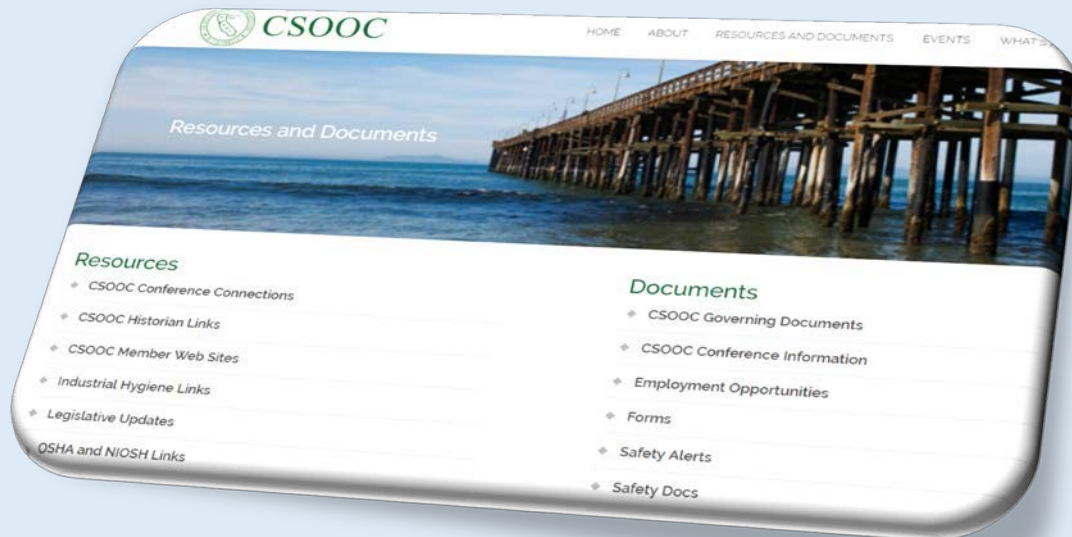 CSOOC
HOME ABOUT RESOURCES AND DOCUMENTS EVENTS WHAT'S
Resources and Documents
Resources
CSOOC Conference Connections
CSOOC Historian Links
CSOOC Member Web Sites
Industrial Hygiene Links
Legislative Updates
OSHA and NIOSH Links
Documents
CSOOC Governing Documents
CSOOC Conference Information
Employment Opportunities
Forms
Safety Alerts
Safety Docs